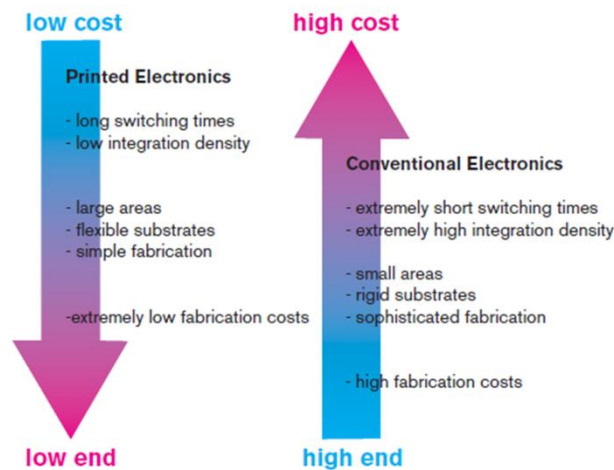 low cost
Printed Electronics
- long switching times
- low integration density
- large areas
- flexible substrates
- simple fabrication
-extremely low fabrication costs
low end
high cost
Conventional Electronics
- extremely short switching times
- extremely high integration density
- small areas
- rigid substrates
- sophisticated fabrication
- high fabrication costs
high end